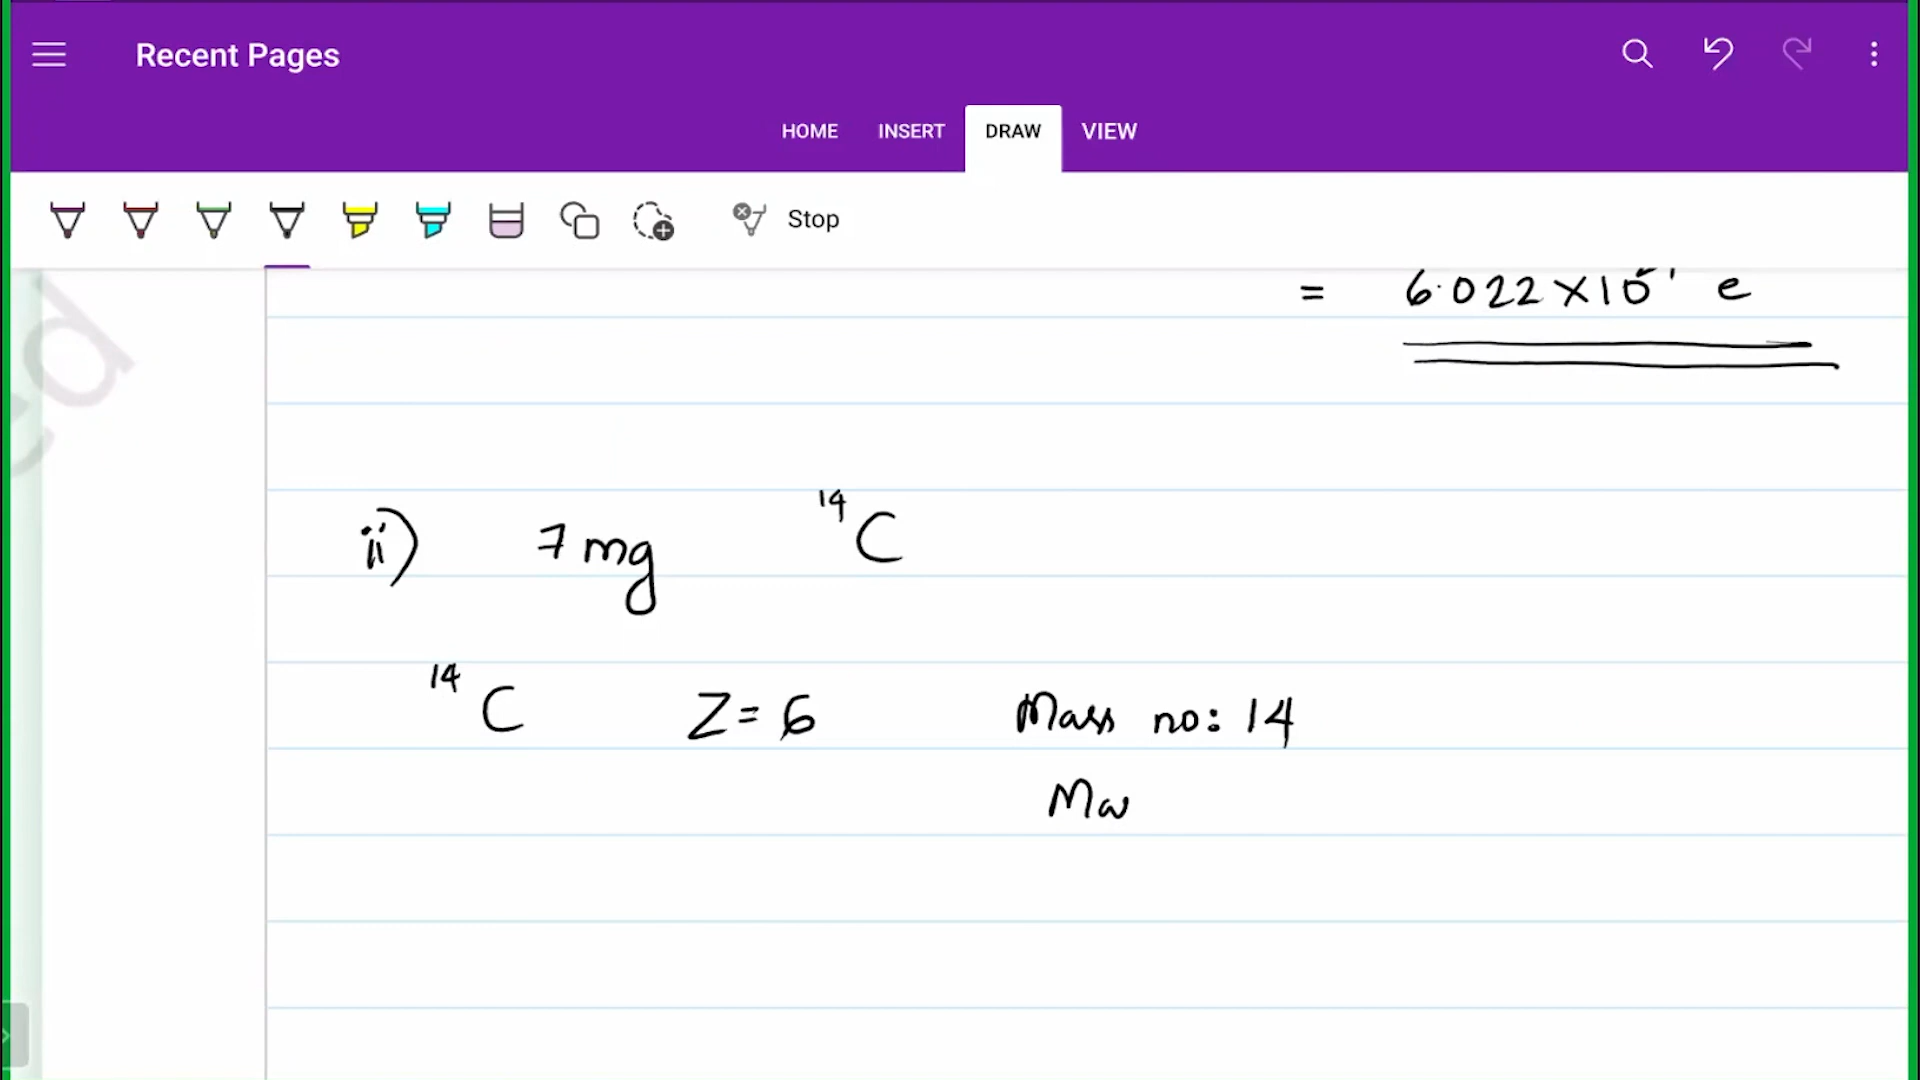 Recent Pages
HOME INSERT DRAW VIEW
Stop
= 6.022 X 10 e
ii) 7 mg ¹⁴C
¹⁴C Z = 6 Mass no: 14
Mw
ed